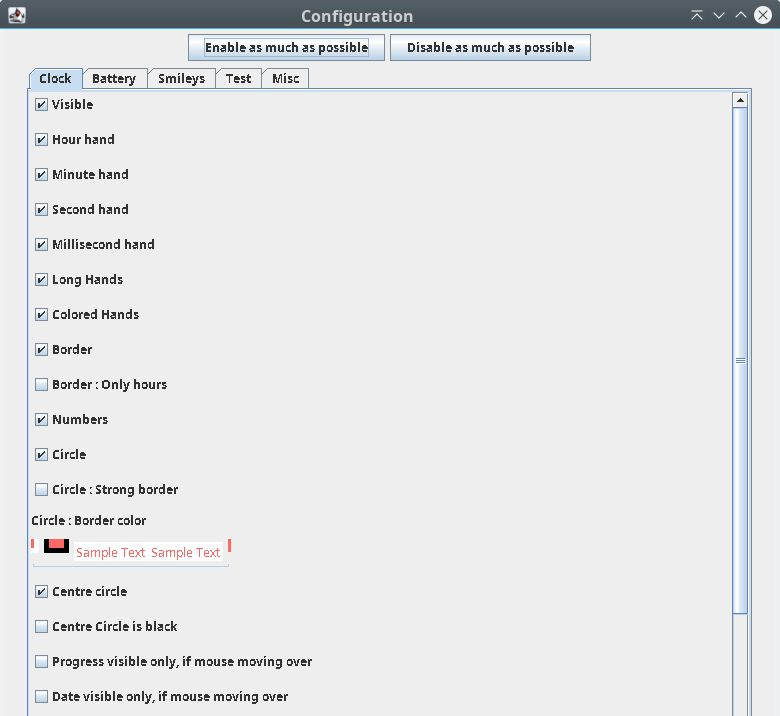 Configuration
Enable as much as possible Disable as much as possible
Clock Battery Smileys Test Misc
Visible
Hour hand
Minute hand
Second hand
Millisecond hand
Long Hands
Colored Hands
Border
Border : Only hours
Numbers
Circle
Circle : Strong border
Circle : Border color
Sample Text Sample Text
Centre circle
Centre Circle is black
Progress visible only, if mouse moving over
Date visible only, if mouse moving over